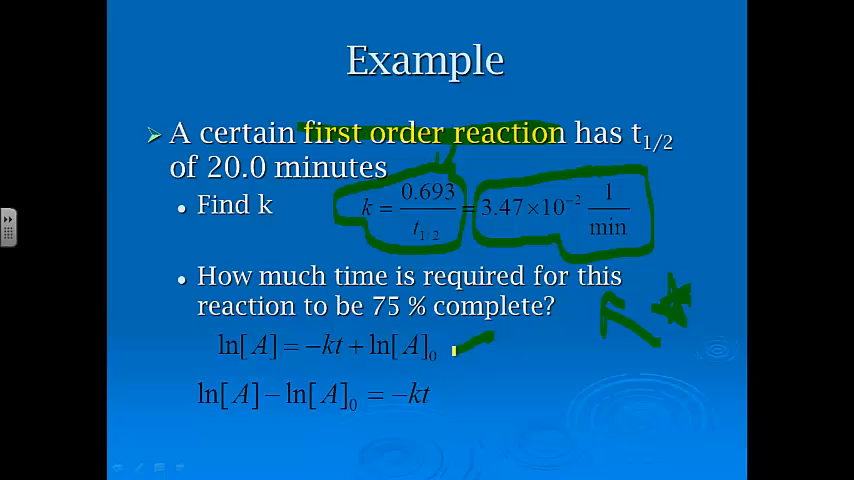 Example
A certain first order reaction has t1/2
of 20.0 minutes
Find k
k = 0.693 / t1/2 = 3.47×10⁻² 1/min
How much time is required for this
reaction to be 75 % complete?
ln[A] = −kt + ln[A]₀
ln[A] − ln[A]₀ = −kt